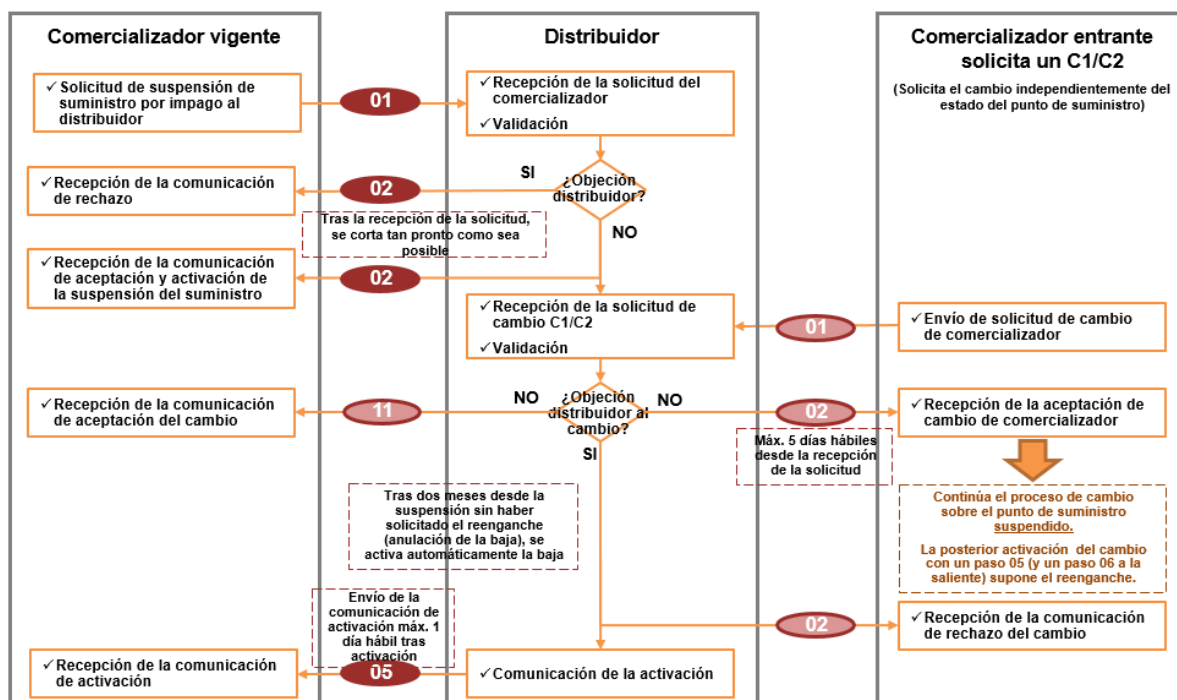 Comercializador vigente
Distribuidor
Comercializador entrante
solicita un C1/C2
(Solicita el cambio independientemente del
estado del punto de suministro)
✓ Solicitud de suspensión de
suministro por impago al
distribuidor
01
✓ Recepción de la solicitud del
comercializador
✓ Validación
SI
¿Objeción
distribuidor?
✓ Recepción de la comunicación
de rechazo
02
Tras la recepción de la solicitud,
se corta tan pronto como sea
posible
NO
✓ Recepción de la comunicación
de aceptación y activación de
la suspensión del suministro
02
✓ Recepción de la solicitud de
cambio C1/C2
✓ Validación
01
✓ Envío de solicitud de cambio
de comercializador
✓ Recepción de la comunicación
de aceptación del cambio
11
NO
¿Objeción
distribuidor al
cambio?
NO
02
✓ Recepción de la aceptación de
cambio de comercializador
SI
Máx. 5 días hábiles
desde la recepción
de la solicitud
Tras dos meses desde la
suspensión sin haber
solicitado el reenganche
(anulación de la baja), se
activa automáticamente la baja
Continúa el proceso de cambio
sobre el punto de suministro
suspendido.
La posterior activación del cambio
con un paso 05 (y un paso 06 a la
saliente) supone el reenganche.
Envío de la
comunicación de
activación máx. 1
día hábil tras
activación
02
✓ Recepción de la comunicación
de rechazo del cambio
✓ Recepción de la comunicación
de activación
05
✓ Comunicación de la activación